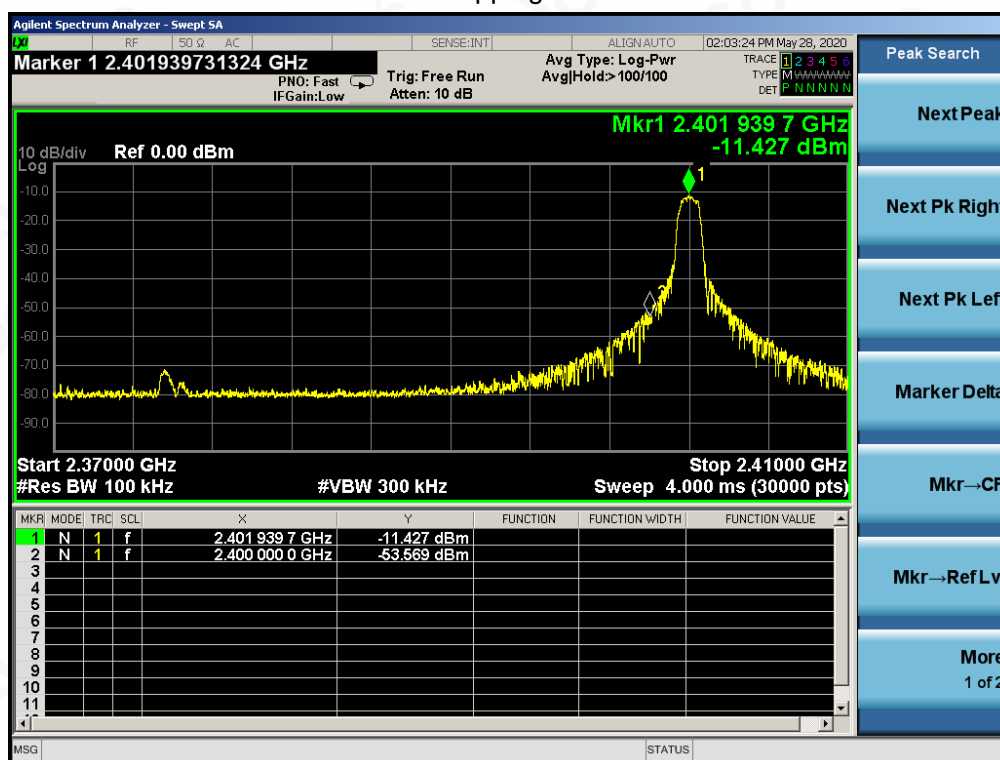 Agilent Spectrum Analyzer - Swept SA
LXI RF 50 Ω AC SENSE:INT ALIGN AUTO 02:03:24 PM May 28, 2020
Marker 1 2.401939731324 GHz
PNO: Fast
IFGain:Low
Trig: Free Run
Atten: 10 dB
Avg Type: Log-Pwr
Avg|Hold:> 100/100
TRACE 1 2 3 4 5 6
TYPE M
DET P N N N N N
Mkr1 2.401 939 7 GHz
-11.427 dBm
10 dB/div Ref 0.00 dBm
Log
1
-10.0
-20.0
-30.0
-40.0
-50.0
-60.0
-70.0
-80.0
-90.0
Start 2.37000 GHz Stop 2.41000 GHz
#Res BW 100 kHz #VBW 300 kHz Sweep 4.000 ms (30000 pts)
MKR MODE TRC SCL X Y FUNCTION FUNCTION WIDTH FUNCTION VALUE
1 N 1 f 2.401 939 7 GHz -11.427 dBm
2 N 1 f 2.400 000 0 GHz -53.569 dBm
3
4
5
6
7
8
9
10
11
MSG STATUS
Peak Search
Next Peak
Next Pk Right
Next Pk Left
Marker Delta
Mkr→CF
Mkr→Ref Lv
More
1 of 2